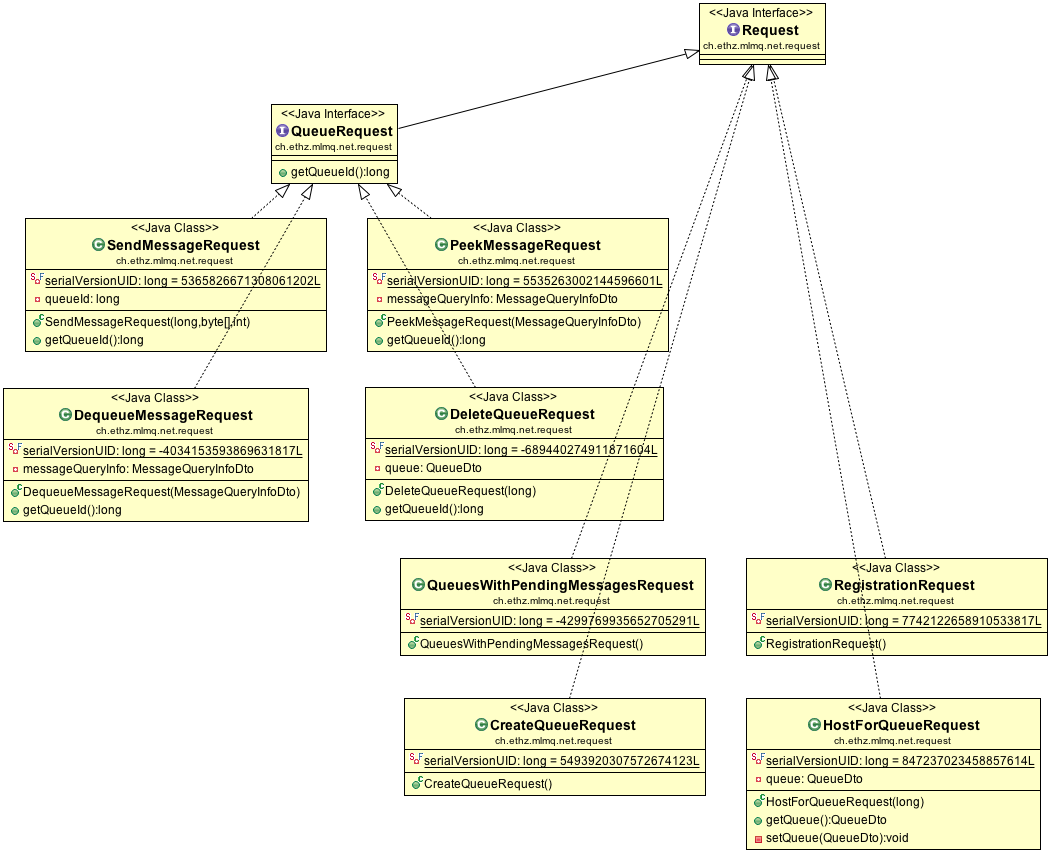 <<Java Interface>>
Request
ch.ethz.mlmq.net.request
<<Java Interface>>
QueueRequest
ch.ethz.mlmq.net.request
getQueueId():long
<<Java Class>>
SendMessageRequest
ch.ethz.mlmq.net.request
serialVersionUID: long = 5365826671308061202L
queueId: long
SendMessageRequest(long,byte[],int)
getQueueId():long
<<Java Class>>
PeekMessageRequest
ch.ethz.mlmq.net.request
serialVersionUID: long = 5535263002144596601L
messageQueryInfo: MessageQueryInfoDto
PeekMessageRequest(MessageQueryInfoDto)
getQueueId():long
<<Java Class>>
DequeueMessageRequest
ch.ethz.mlmq.net.request
serialVersionUID: long = -4034153593869631817L
messageQueryInfo: MessageQueryInfoDto
DequeueMessageRequest(MessageQueryInfoDto)
getQueueId():long
<<Java Class>>
DeleteQueueRequest
ch.ethz.mlmq.net.request
serialVersionUID: long = -689440274911871604L
queue: QueueDto
DeleteQueueRequest(long)
getQueueId():long
<<Java Class>>
QueuesWithPendingMessagesRequest
ch.ethz.mlmq.net.request
serialVersionUID: long = -4299769935652705291L
QueuesWithPendingMessagesRequest()
<<Java Class>>
RegistrationRequest
ch.ethz.mlmq.net.request
serialVersionUID: long = 7742122658910533817L
RegistrationRequest()
<<Java Class>>
CreateQueueRequest
ch.ethz.mlmq.net.request
serialVersionUID: long = 5493920307572674123L
CreateQueueRequest()
<<Java Class>>
HostForQueueRequest
ch.ethz.mlmq.net.request
serialVersionUID: long = 847237023458857614L
queue: QueueDto
HostForQueueRequest(long)
getQueue():QueueDto
setQueue(QueueDto):void